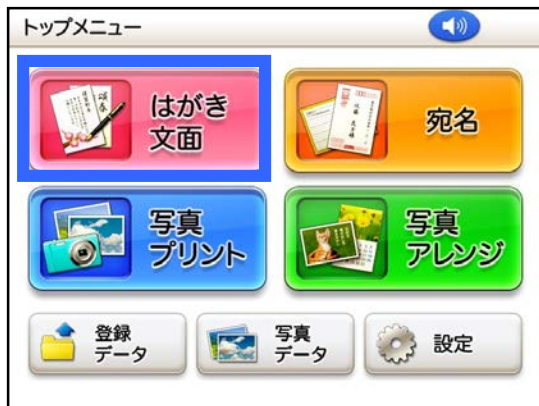 トップメニュー
はがき
文面
宛名
写真
プリント
写真
アレンジ
登録
データ
写真
データ
設定